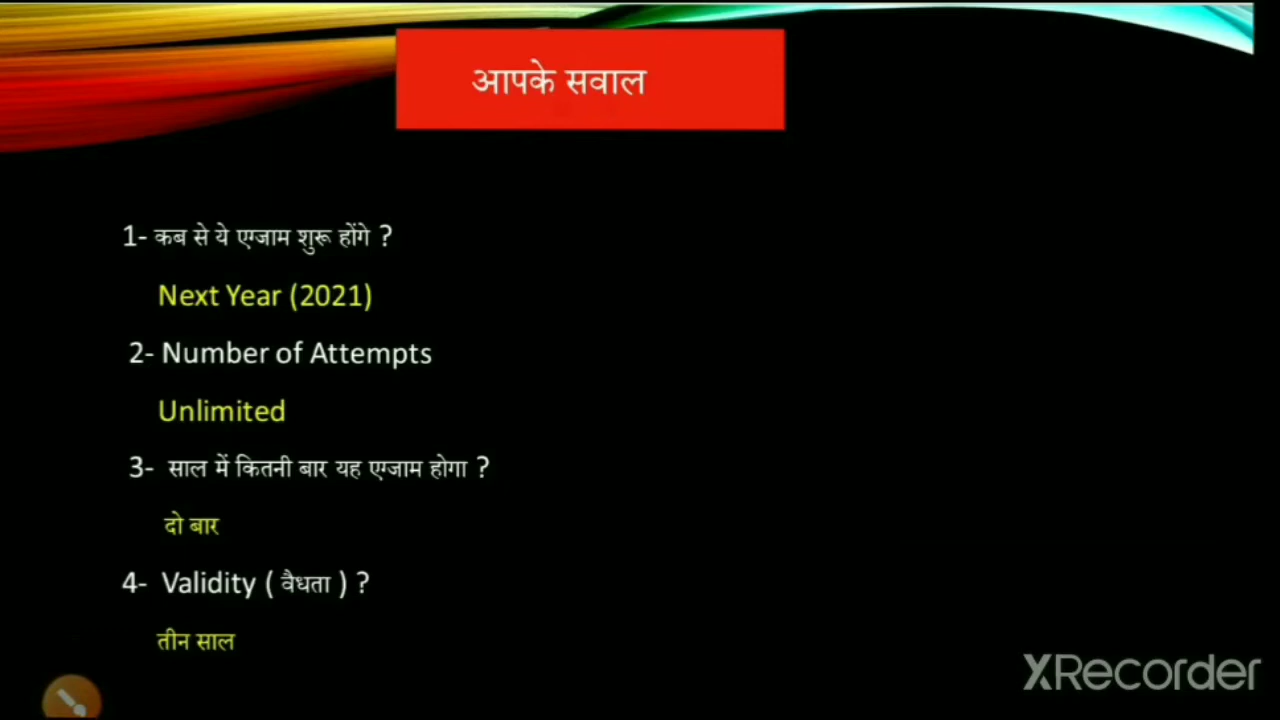 आपके सवाल
1- कब से ये एग्जाम शुरू होंगे ?
Next Year (2021)
2- Number of Attempts
Unlimited
3- साल में कितनी बार यह एग्जाम होगा ?
दो बार
4- Validity ( वैधता ) ?
तीन साल
XRecorder